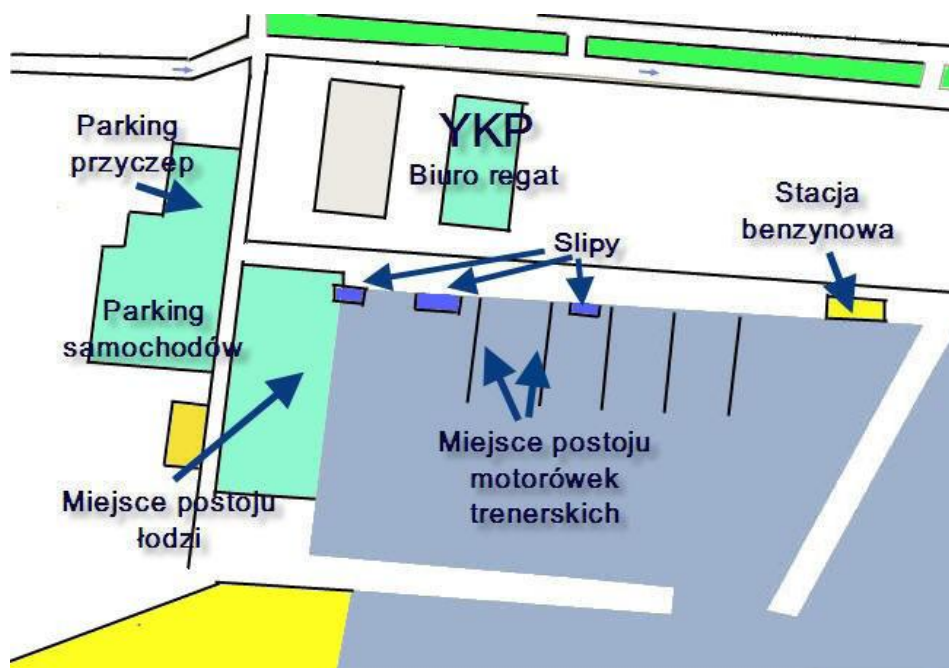 YKP
Biuro regat
Parking
przyczep
Stacja
benzynowa
Slipy
Parking
samochodów
Miejsce postoju
motorówek
trenerskich
Miejsce postoju
łodzi